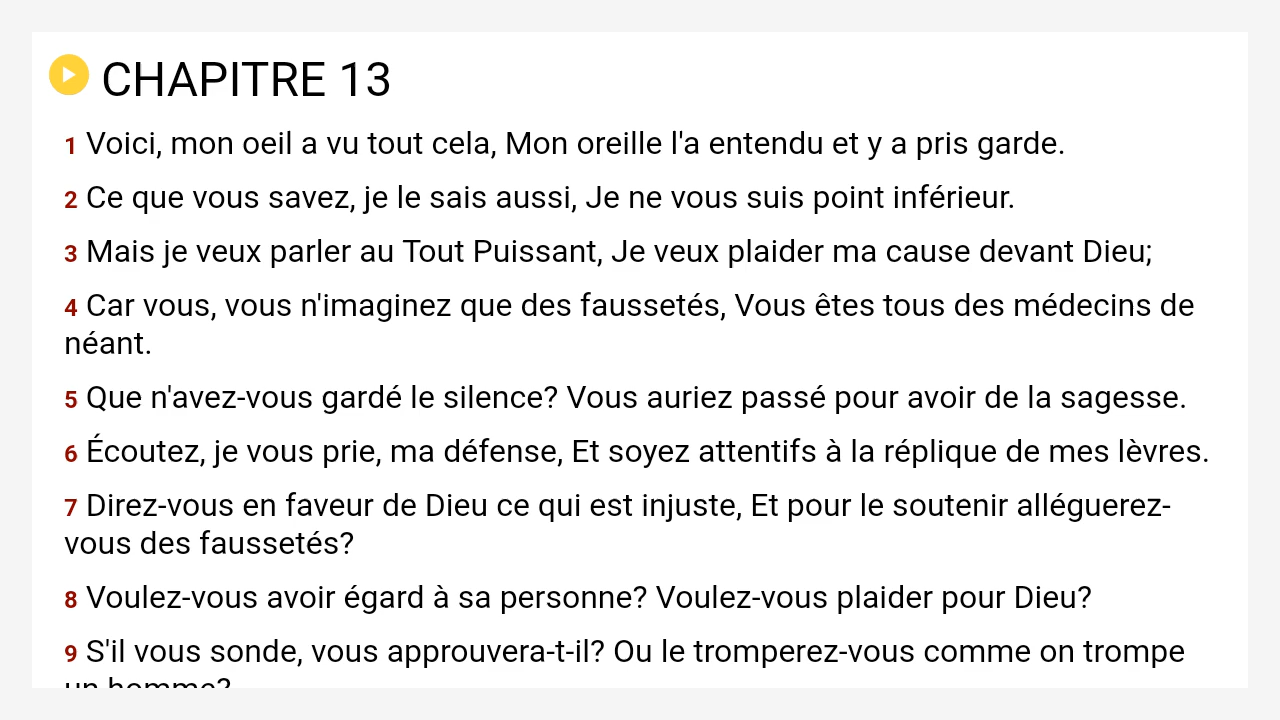 CHAPITRE 13
1 Voici, mon oeil a vu tout cela, Mon oreille l'a entendu et y a pris garde.
2 Ce que vous savez, je le sais aussi, Je ne vous suis point inférieur.
3 Mais je veux parler au Tout Puissant, Je veux plaider ma cause devant Dieu;
4 Car vous, vous n'imaginez que des faussetés, Vous êtes tous des médecins de
néant.
5 Que n'avez-vous gardé le silence? Vous auriez passé pour avoir de la sagesse.
6 Écoutez, je vous prie, ma défense, Et soyez attentifs à la réplique de mes lèvres.
7 Direz-vous en faveur de Dieu ce qui est injuste, Et pour le soutenir alléguerez-
vous des faussetés?
8 Voulez-vous avoir égard à sa personne? Voulez-vous plaider pour Dieu?
9 S'il vous sonde, vous approuvera-t-il? Ou le tromperez-vous comme on trompe
un homme?